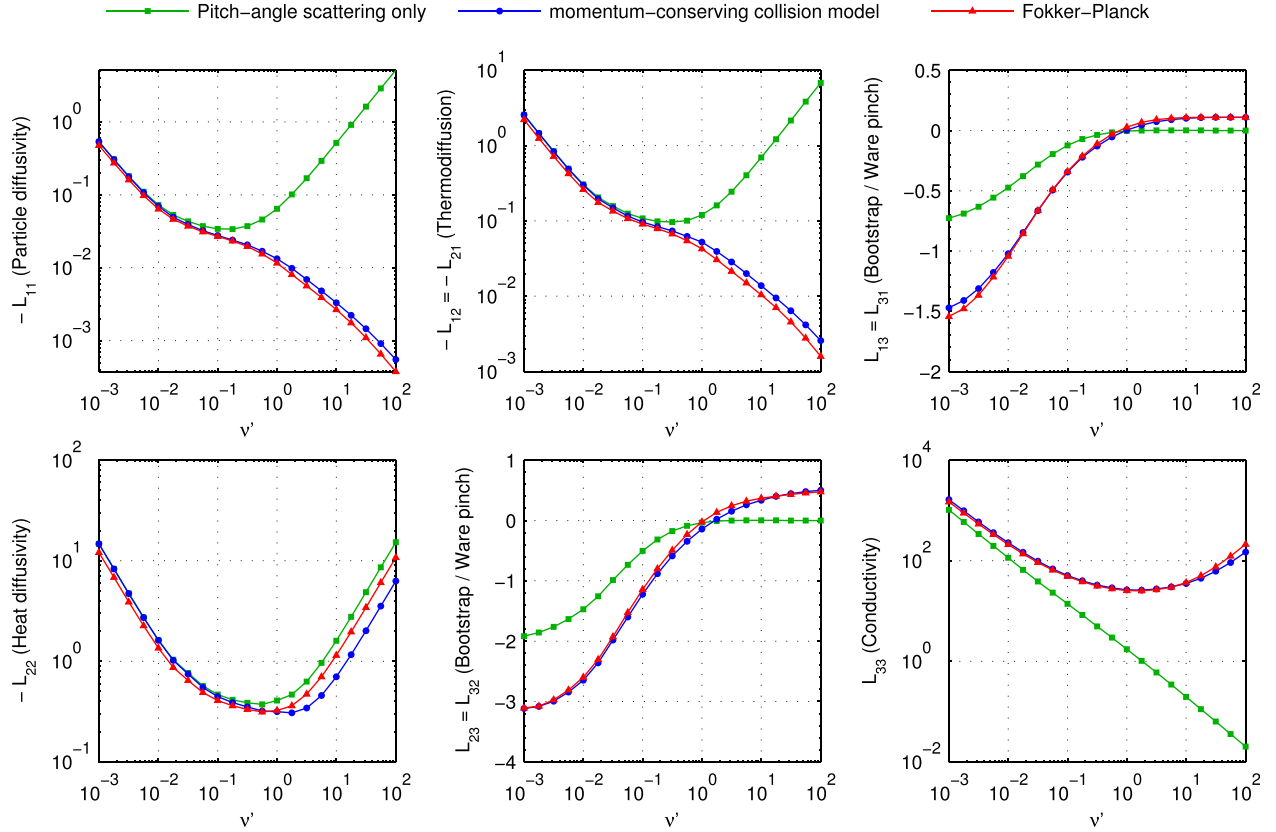 Pitch−angle scattering only
momentum−conserving collision model
Fokker−Planck
− L11 (Particle diffusivity)
10^0
10^−1
10^−2
10^−3
10^−3 10^−2 10^−1 10^0 10^1 10^2
ν'
− L12 = − L21 (Thermodiffusion)
10^1
10^0
10^−1
10^−2
10^−3
10^−3 10^−2 10^−1 10^0 10^1 10^2
ν'
L13 = L31 (Bootstrap / Ware pinch)
0.5
0
−0.5
−1
−1.5
−2
10^−3 10^−2 10^−1 10^0 10^1 10^2
ν'
− L22 (Heat diffusivity)
10^2
10^1
10^0
10^−1
10^−3 10^−2 10^−1 10^0 10^1 10^2
ν'
L23 = L32 (Bootstrap / Ware pinch)
1
0
−1
−2
−3
−4
10^−3 10^−2 10^−1 10^0 10^1 10^2
ν'
L33 (Conductivity)
10^4
10^2
10^0
10^−2
10^−3 10^−2 10^−1 10^0 10^1 10^2
ν'